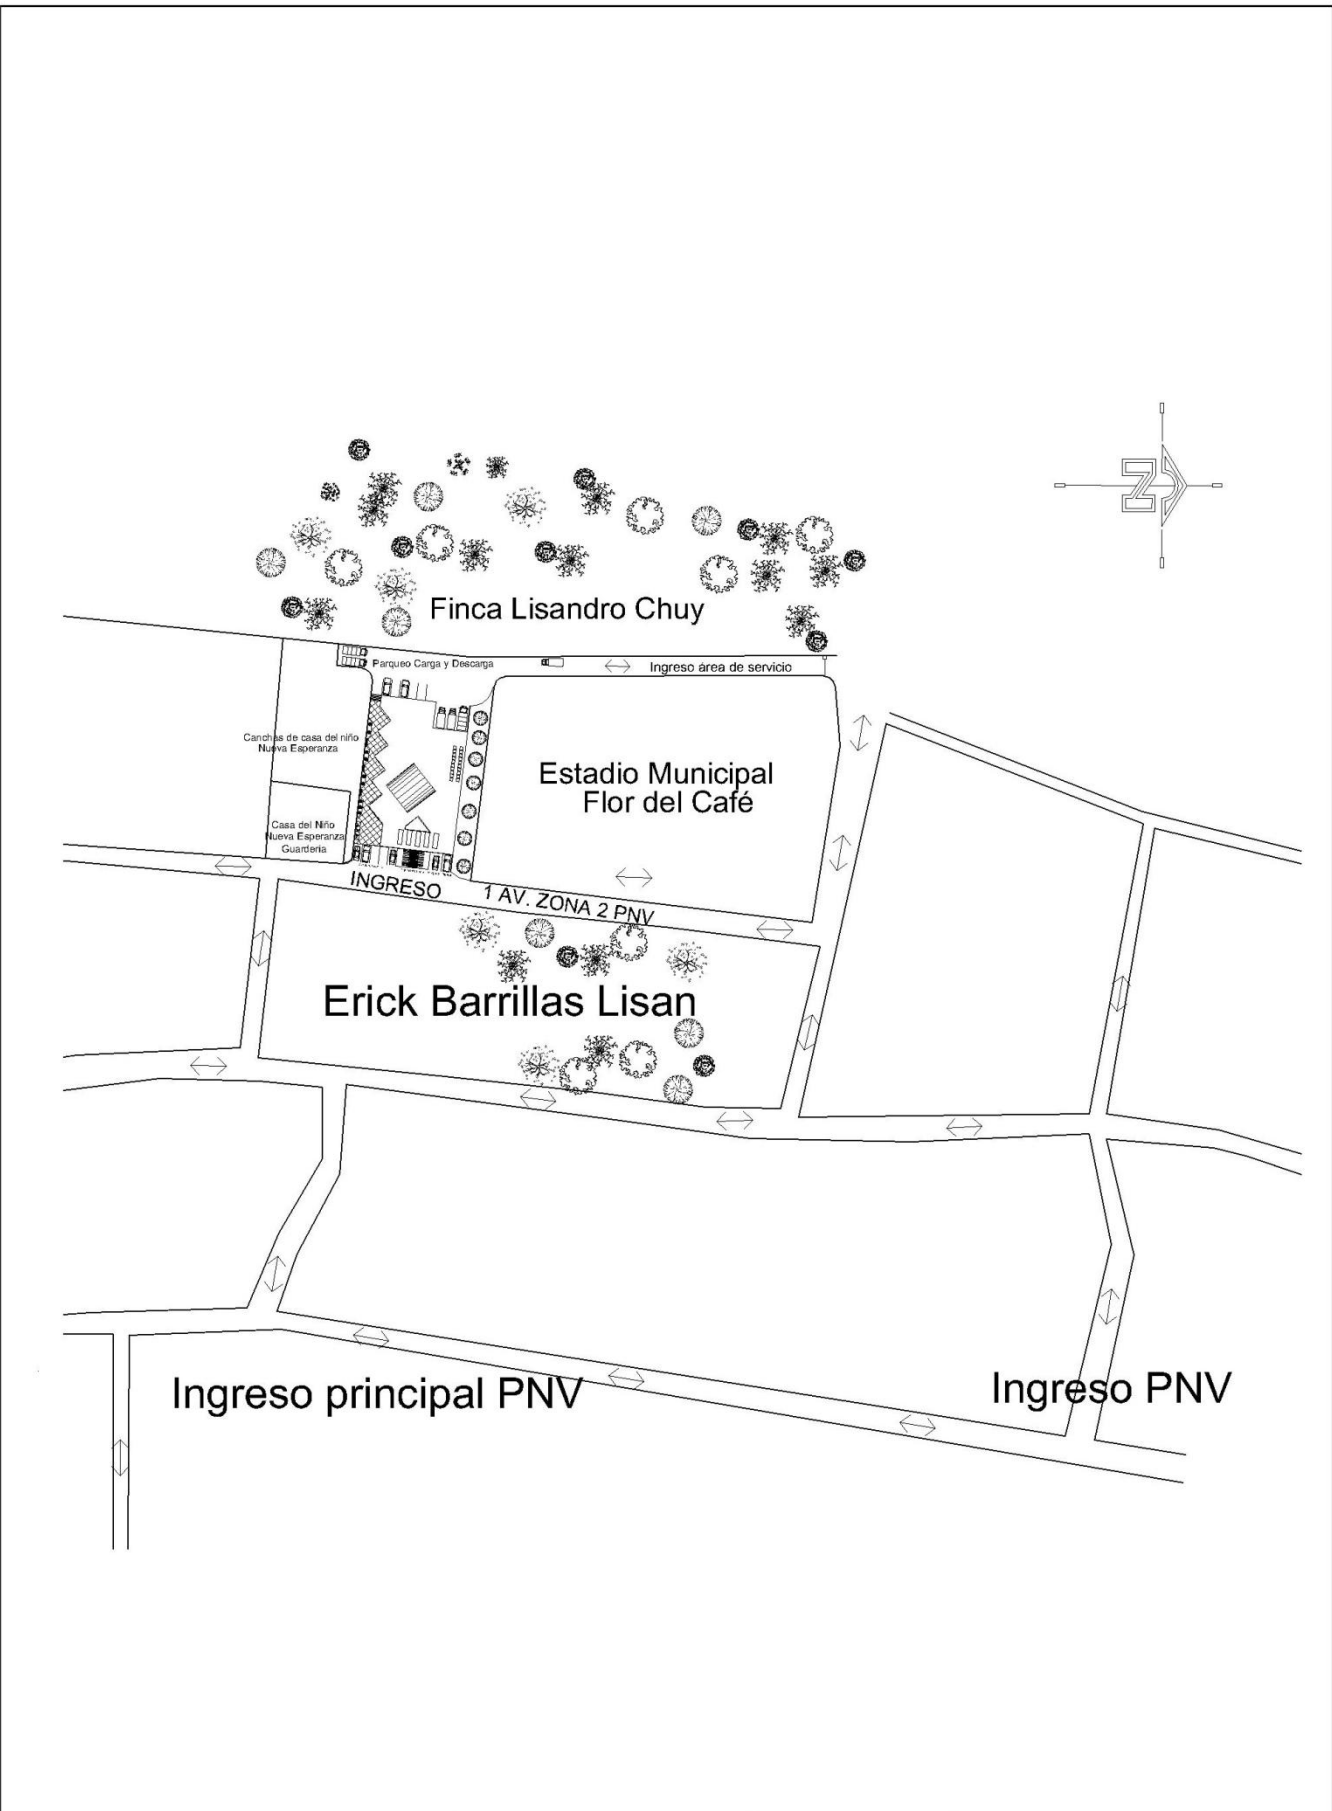 N
Finca Lisandro Chuy
Parqueo Carga y Descarga
Ingreso área de servicio
Canchas de casa del niño
Nueva Esperanza
Estadio Municipal
Flor del Café
Casa del Niño
Nueva Esperanza
Guardería
INGRESO
1 AV. ZONA 2 PNV
Erick Barrillas Lisan
Ingreso principal PNV
Ingreso PNV